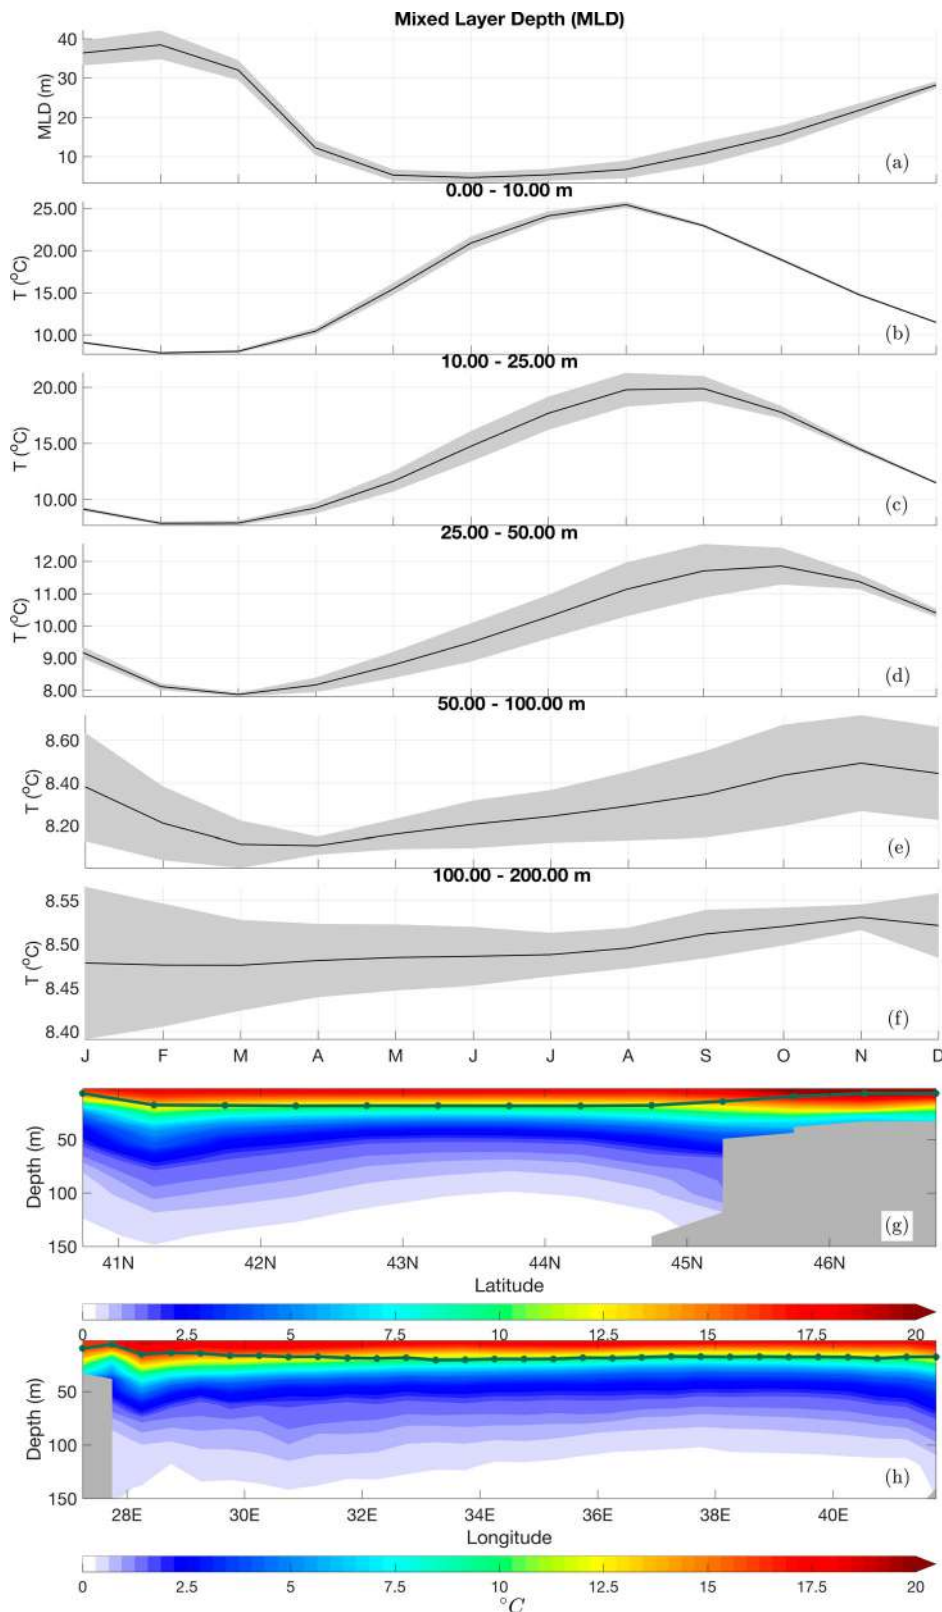 Mixed Layer Depth (MLD)
40
30
20
10
MLD (m)
(a)
0.00 - 10.00 m
25.00
20.00
15.00
10.00
T (°C)
(b)
10.00 - 25.00 m
20.00
15.00
10.00
T (°C)
(c)
25.00 - 50.00 m
12.00
11.00
10.00
9.00
8.00
T (°C)
(d)
50.00 - 100.00 m
8.60
8.40
8.20
T (°C)
(e)
100.00 - 200.00 m
8.55
8.50
8.45
8.40
T (°C)
(f)
J F M A M J J A S O N D
50
100
150
Depth (m)
(g)
41N 42N 43N 44N 45N 46N
Latitude
0 2.5 5 7.5 10 12.5 15 17.5 20
50
100
150
Depth (m)
(h)
28E 30E 32E 34E 36E 38E 40E
Longitude
0 2.5 5 7.5 10 12.5 15 17.5 20
°C